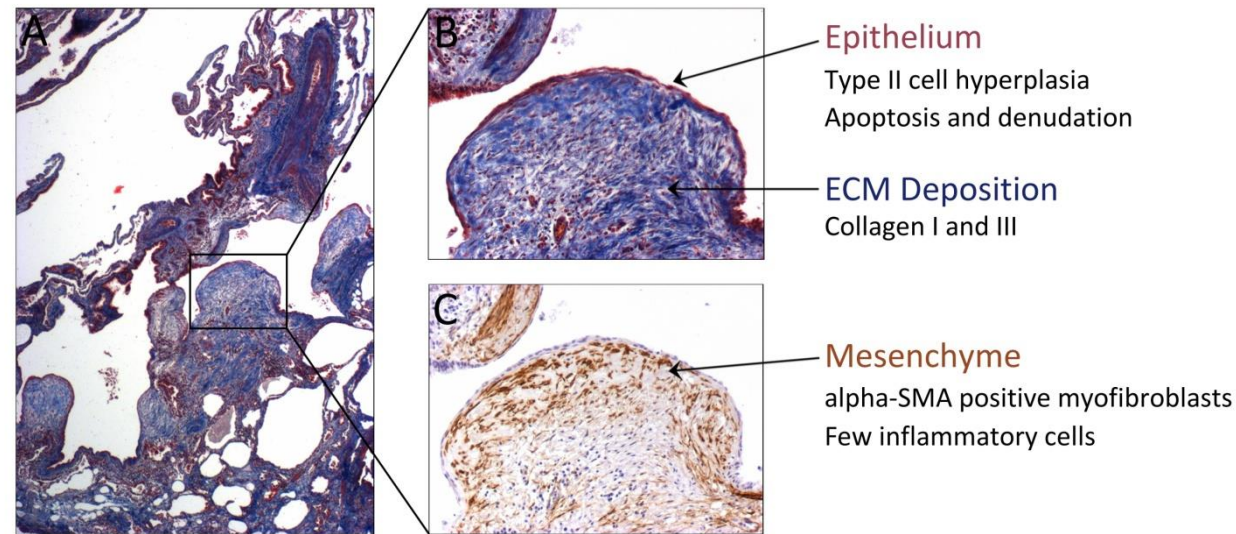 A
B
Epithelium
Type II cell hyperplasia
Apoptosis and denudation
ECM Deposition
Collagen I and III
C
Mesenchyme
alpha-SMA positive myofibroblasts
Few inflammatory cells